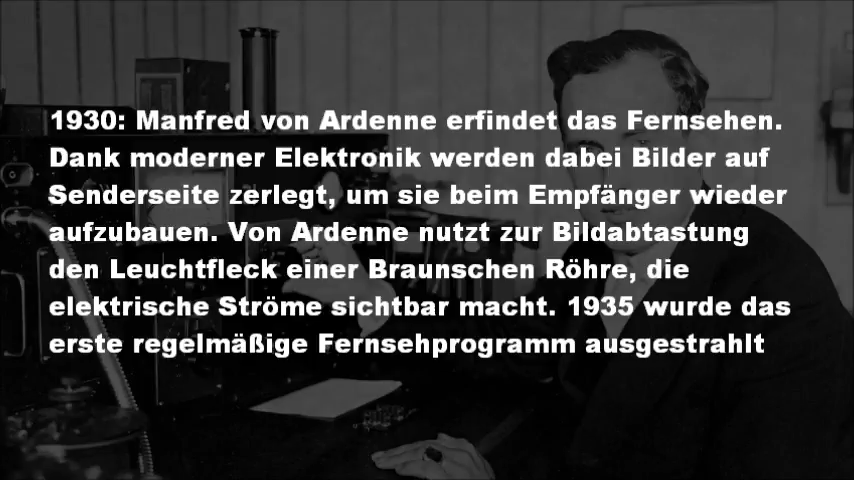 1930: Manfred von Ardenne erfindet das Fernsehen.
Dank moderner Elektronik werden dabei Bilder auf
Senderseite zerlegt, um sie beim Empfänger wieder
aufzubauen. Von Ardenne nutzt zur Bildabtastung
den Leuchtfleck einer Braunschen Röhre, die
elektrische Ströme sichtbar macht. 1935 wurde das
erste regelmäßige Fernsehprogramm ausgestrahlt